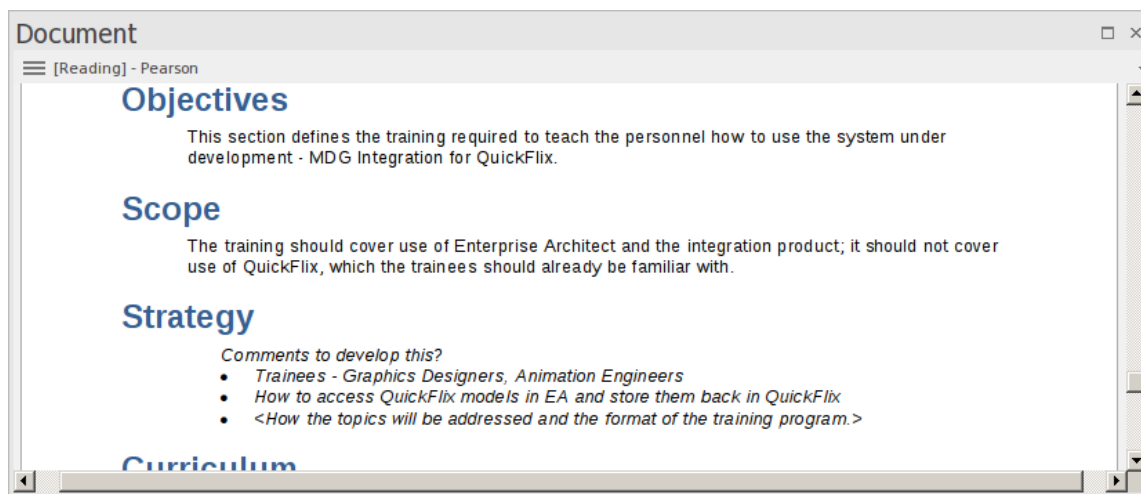 Document
[Reading] - Pearson
Objectives
This section defines the training required to teach the personnel how to use the system under
development - MDG Integration for QuickFlix.
Scope
The training should cover use of Enterprise Architect and the integration product; it should not cover
use of QuickFlix, which the trainees should already be familiar with.
Strategy
Comments to develop this?
• Trainees - Graphics Designers, Animation Engineers
• How to access QuickFlix models in EA and store them back in QuickFlix
• <How the topics will be addressed and the format of the training program.>
Curriculum